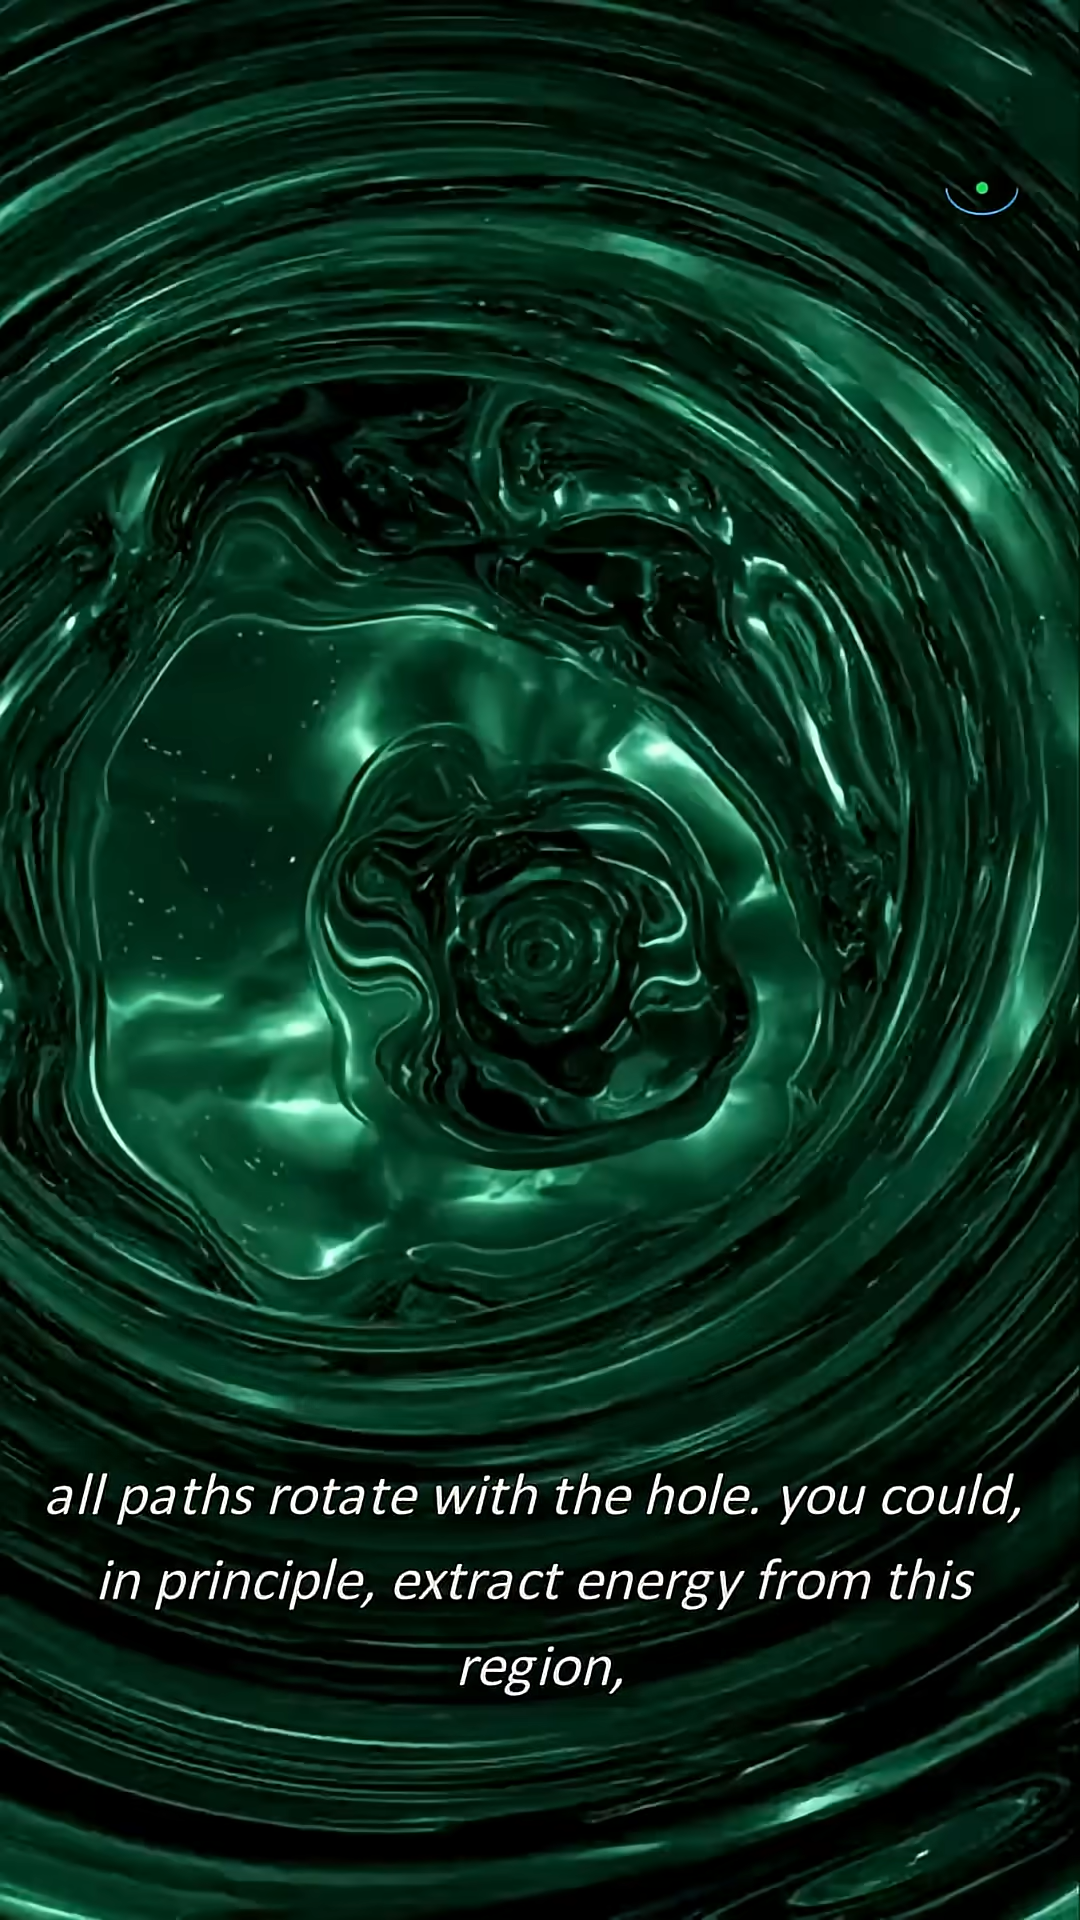 all paths rotate with the hole. you could,
in principle, extract energy from this
region,